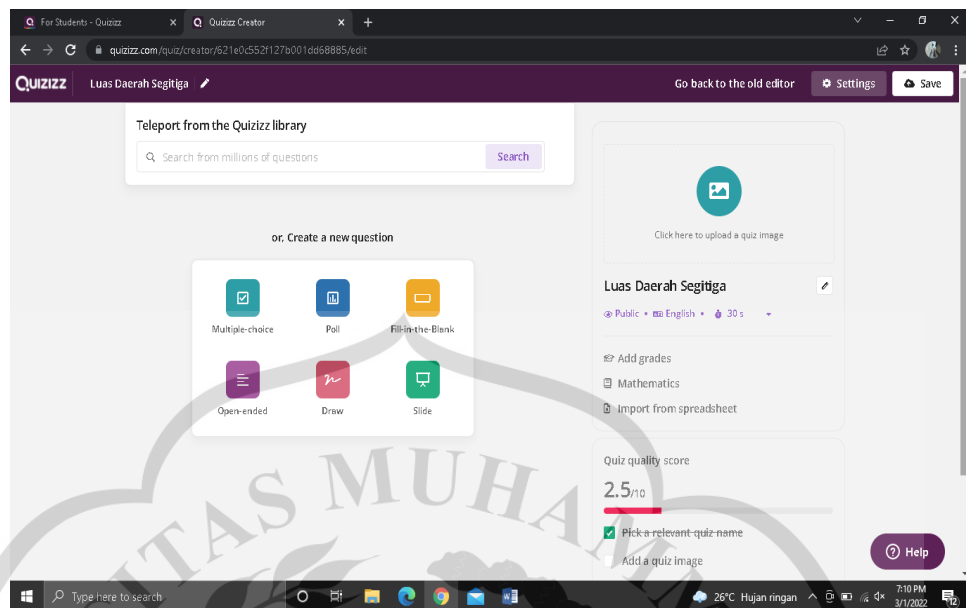 For Students - Quizizz
Quizizz Creator
quizizz.com/quiz/creator/621e0c552f127b001dd68885/edit
QUIZIZZ
Luas Daerah Segitiga
Go back to the old editor
Settings
Save
Teleport from the Quizizz library
Search from millions of questions
Search
or, Create a new question
Multiple-choice
Poll
Fill-in-the-Blank
Open-ended
Draw
Slide
Click here to upload a quiz image
Luas Daerah Segitiga
Public • English • 30 s
Add grades
Mathematics
Import from spreadsheet
Quiz quality score
2.5/10
Pick a relevant quiz name
Add a quiz image
Help
TAS MUHAM
Type here to search
26°C Hujan ringan
7:10 PM
3/1/2022
12